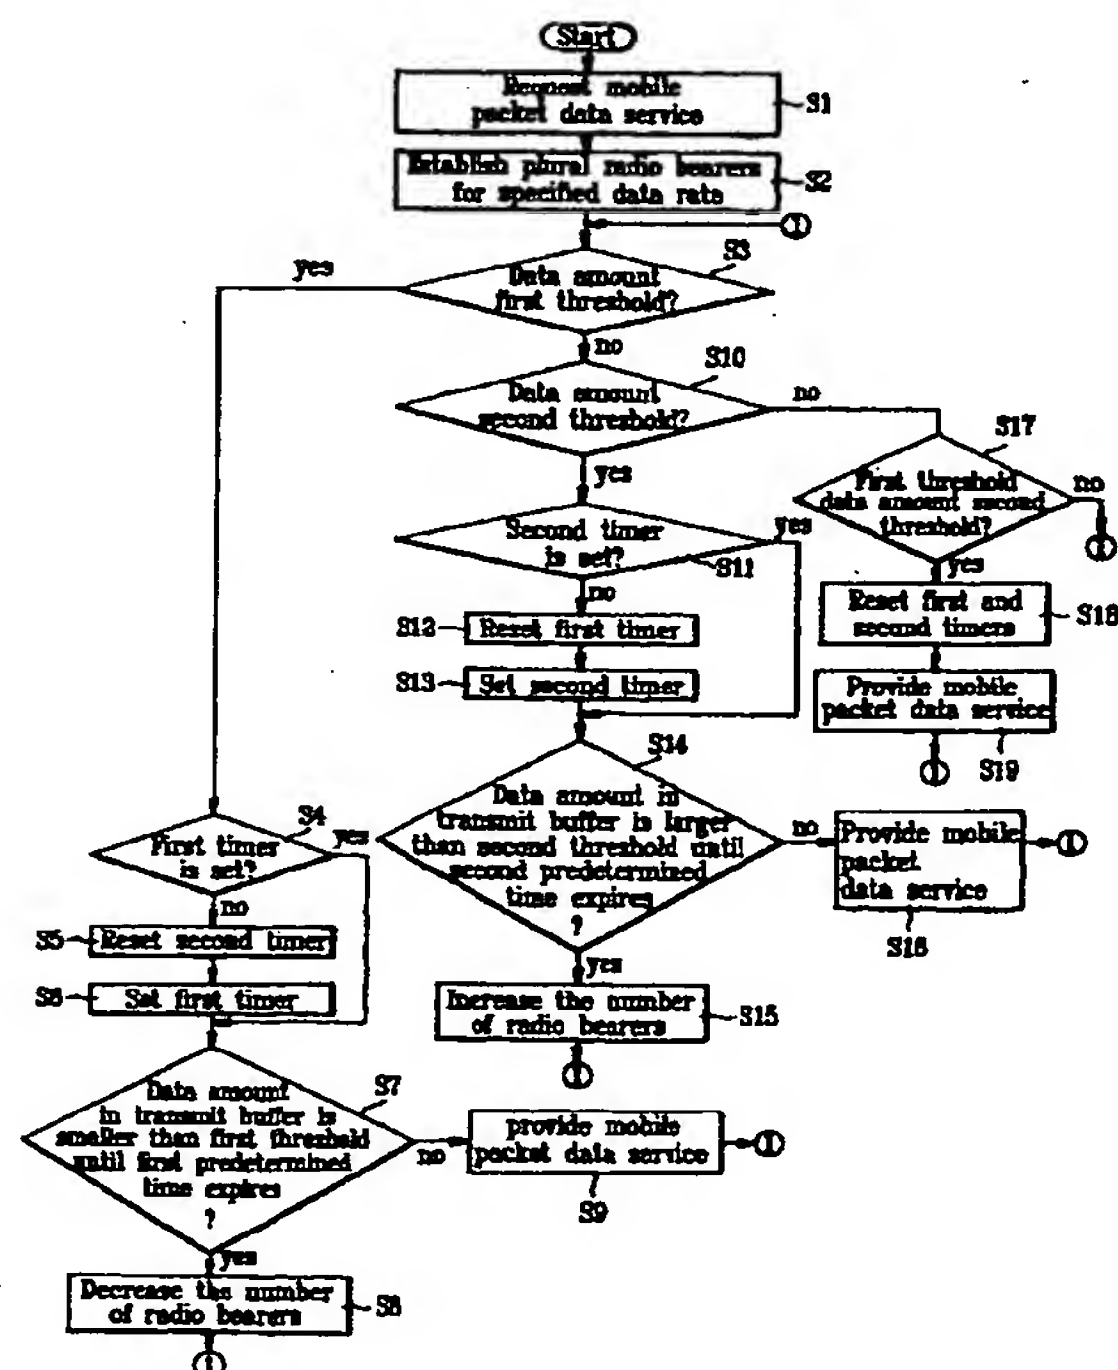 Start
Request mobile
packet data service
S1
Establish plural radio bearers
for specified data rate
S2
1
S3
yes
Data amount
first threshold?
no
S10
Data amount
second threshold?
no
S17
yes
First threshold
data amount second
threshold?
no
1
Second timer
is set?
yes
S11
yes
no
Reset first and
second timers
S18
S12
Reset first timer
S13
Set second timer
Provide mobile
packet data service
S19
1
S14
Data amount in
transmit buffer is larger
than second threshold until
second predetermined
time expires
?
no
Provide mobile
packet
data service
1
S16
S4
First timer
is set?
yes
no
S5
Reset second timer
S6
Set first timer
yes
Increase the number
of radio bearers
S15
1
S7
Data amount
in transmit buffer is
smaller than first threshold
until first predetermined
time expires
?
no
provide mobile
packet data service
1
S9
yes
Decrease the number
of radio bearers
S8
1